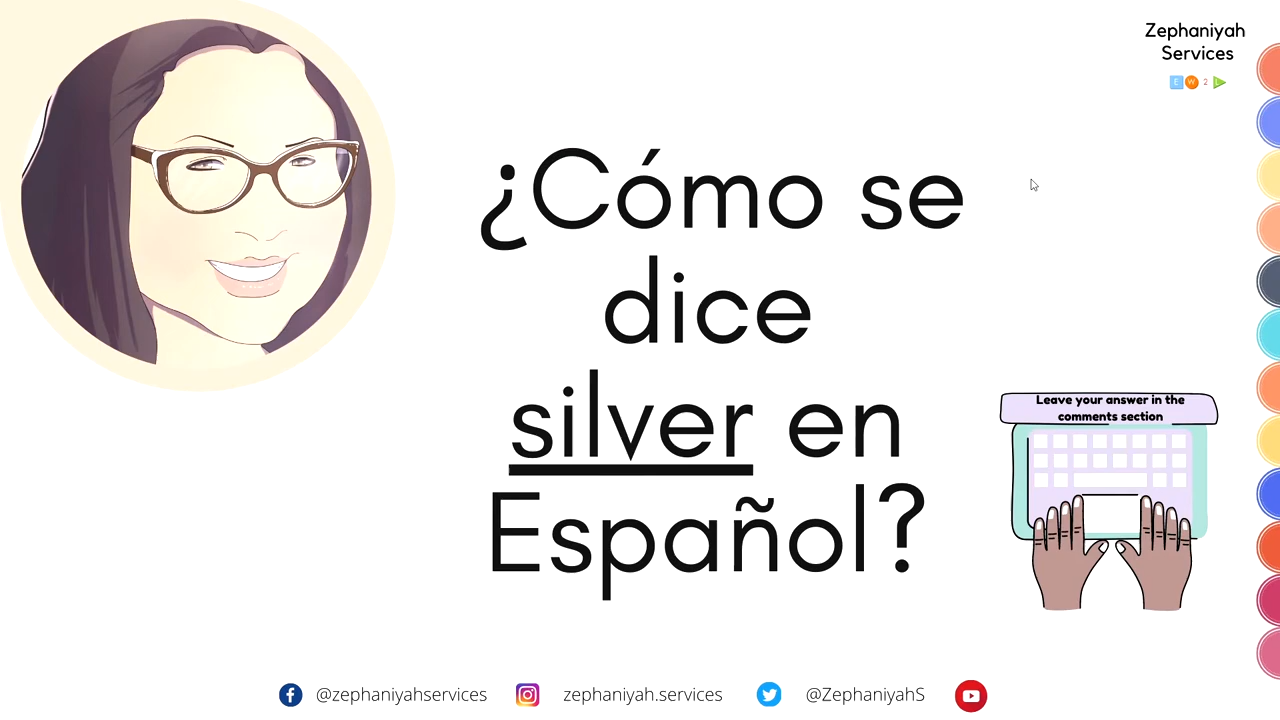 Zephaniyah
Services
E W 2 L
¿Cómo se
dice
silver en
Español?
Leave your answer in the
comments section
@zephaniyahservices
zephaniyah.services
@ZephaniyahS